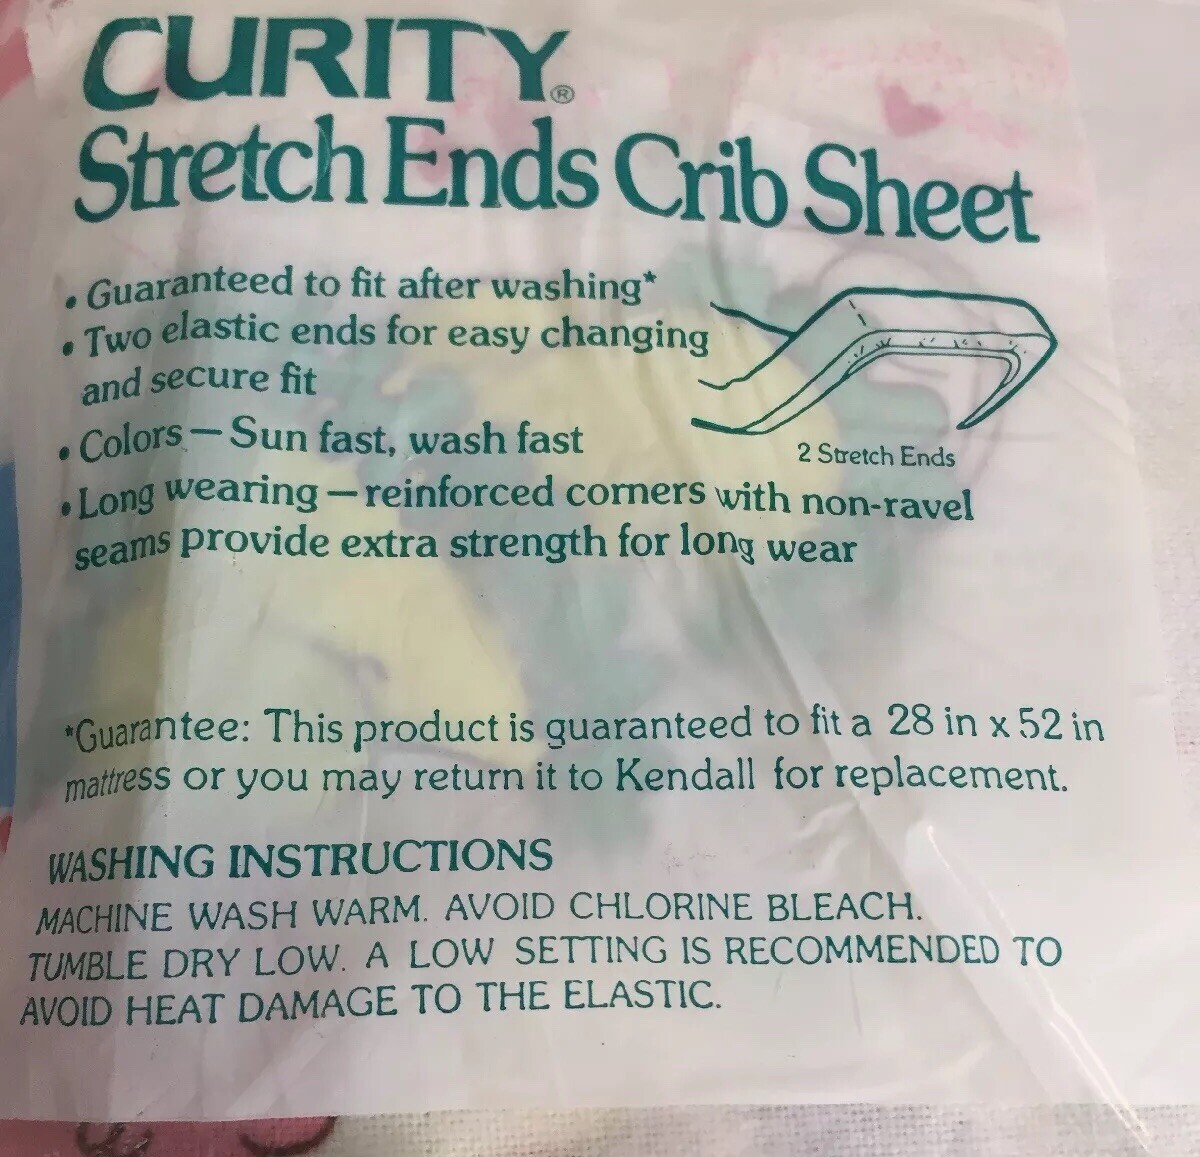 CURITY®
Stretch Ends Crib Sheet
• Guaranteed to fit after washing*
• Two elastic ends for easy changing
and secure fit
• Colors — Sun fast, wash fast
2 Stretch Ends
• Long wearing — reinforced corners with non-ravel
seams provide extra strength for long wear
*Guarantee: This product is guaranteed to fit a 28 in x 52 in
mattress or you may return it to Kendall for replacement.
WASHING INSTRUCTIONS
MACHINE WASH WARM. AVOID CHLORINE BLEACH.
TUMBLE DRY LOW. A LOW SETTING IS RECOMMENDED TO
AVOID HEAT DAMAGE TO THE ELASTIC.